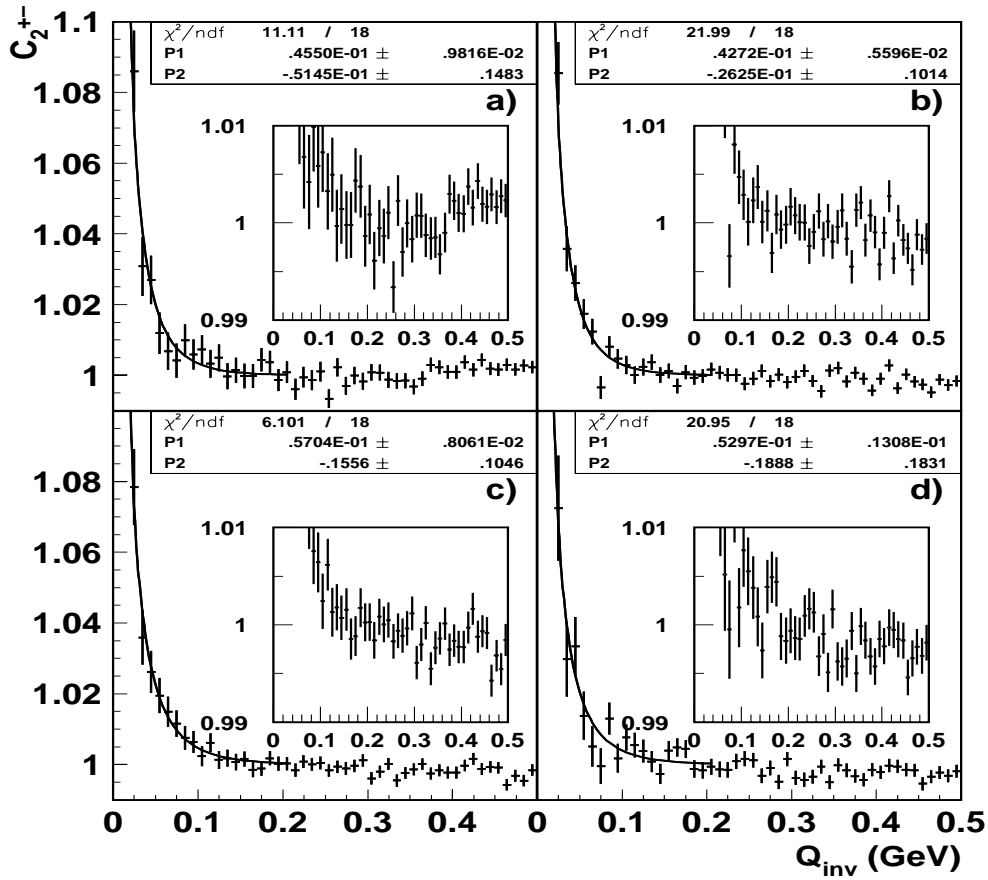 C₂⁺⁻
1.1
1.08
1.06
1.04
1.02
1
χ²/ndf 11.11 / 18
P1 .4550E-01 ± .9816E-02
P2 -.5145E-01 ± .1483
a)
1.01
1
0.99
0 0.1 0.2 0.3 0.4 0.5
χ²/ndf 21.99 / 18
P1 .4272E-01 ± .5596E-02
P2 -.2625E-01 ± .1014
b)
1.01
1
0.99
0 0.1 0.2 0.3 0.4 0.5
1.08
1.06
1.04
1.02
1
χ²/ndf 6.101 / 18
P1 .5704E-01 ± .8061E-02
P2 -.1556 ± .1046
c)
1.01
1
0.99
0 0.1 0.2 0.3 0.4 0.5
χ²/ndf 20.95 / 18
P1 .5297E-01 ± .1308E-01
P2 -.1888 ± .1831
d)
1.01
1
0.99
0 0.1 0.2 0.3 0.4 0.5
0 0.1 0.2 0.3 0.4 0 0.1 0.2 0.3 0.4 0.5
Q_inv (GeV)